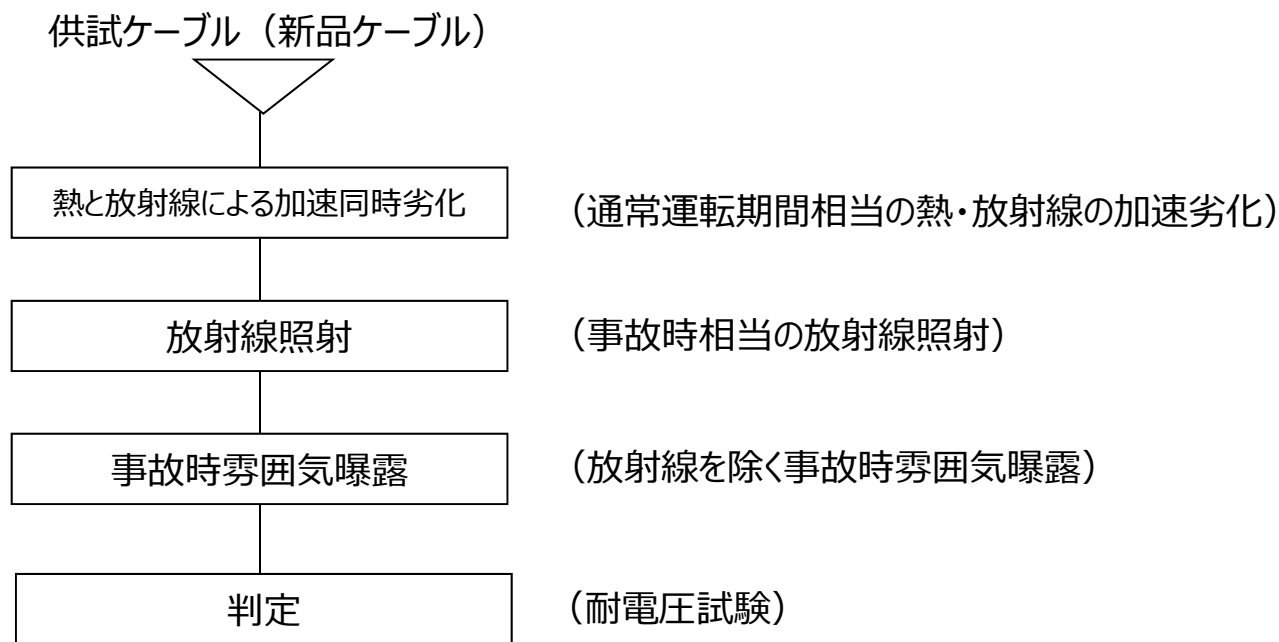 供試ケーブル（新品ケーブル）
熱と放射線による加速同時劣化
（通常運転期間相当の熱・放射線の加速劣化）
放射線照射
（事故時相当の放射線照射）
事故時雰囲気曝露
（放射線を除く事故時雰囲気曝露）
判定
（耐電圧試験）